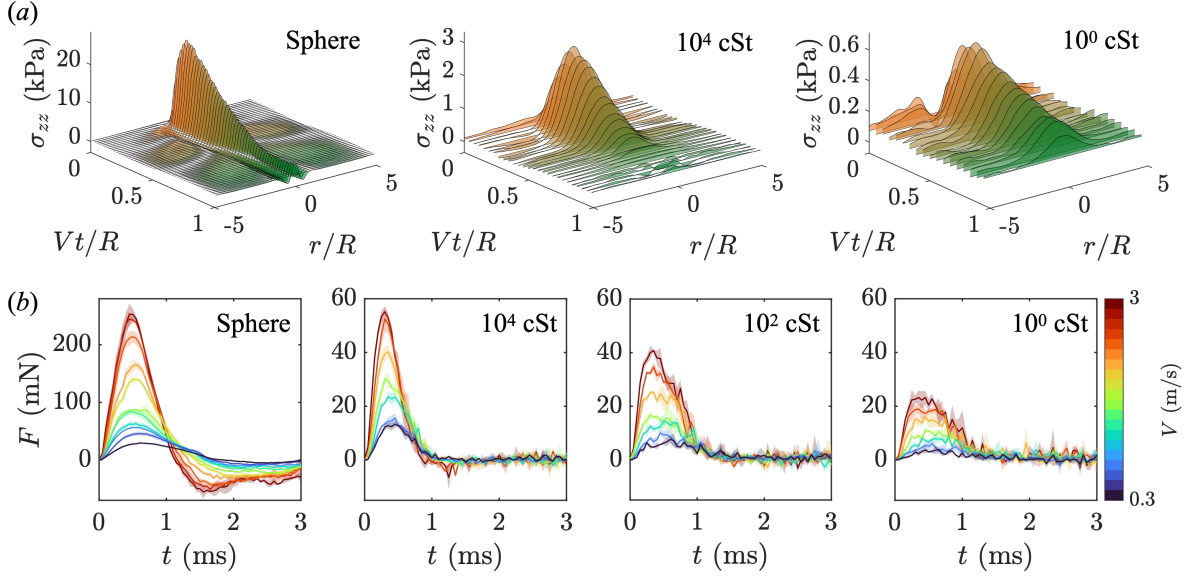 (a)
Sphere
10⁴ cSt
10⁰ cSt
σzz (kPa)
20
10
0
0
0.5
1
-5
0
5
Vt/R
r/R
σzz (kPa)
3
2
1
0
0
0.5
1
-5
0
5
Vt/R
r/R
σzz (kPa)
0.6
0.4
0.2
0
0
0.5
1
-5
0
5
Vt/R
r/R
(b)
Sphere
F (mN)
200
100
0
0 1 2 3
t (ms)
10⁴ cSt
60
40
20
0
0 1 2 3
t (ms)
10² cSt
60
40
20
0
0 1 2 3
t (ms)
10⁰ cSt
60
40
20
0
0 1 2 3
t (ms)
3
V (m/s)
0.3